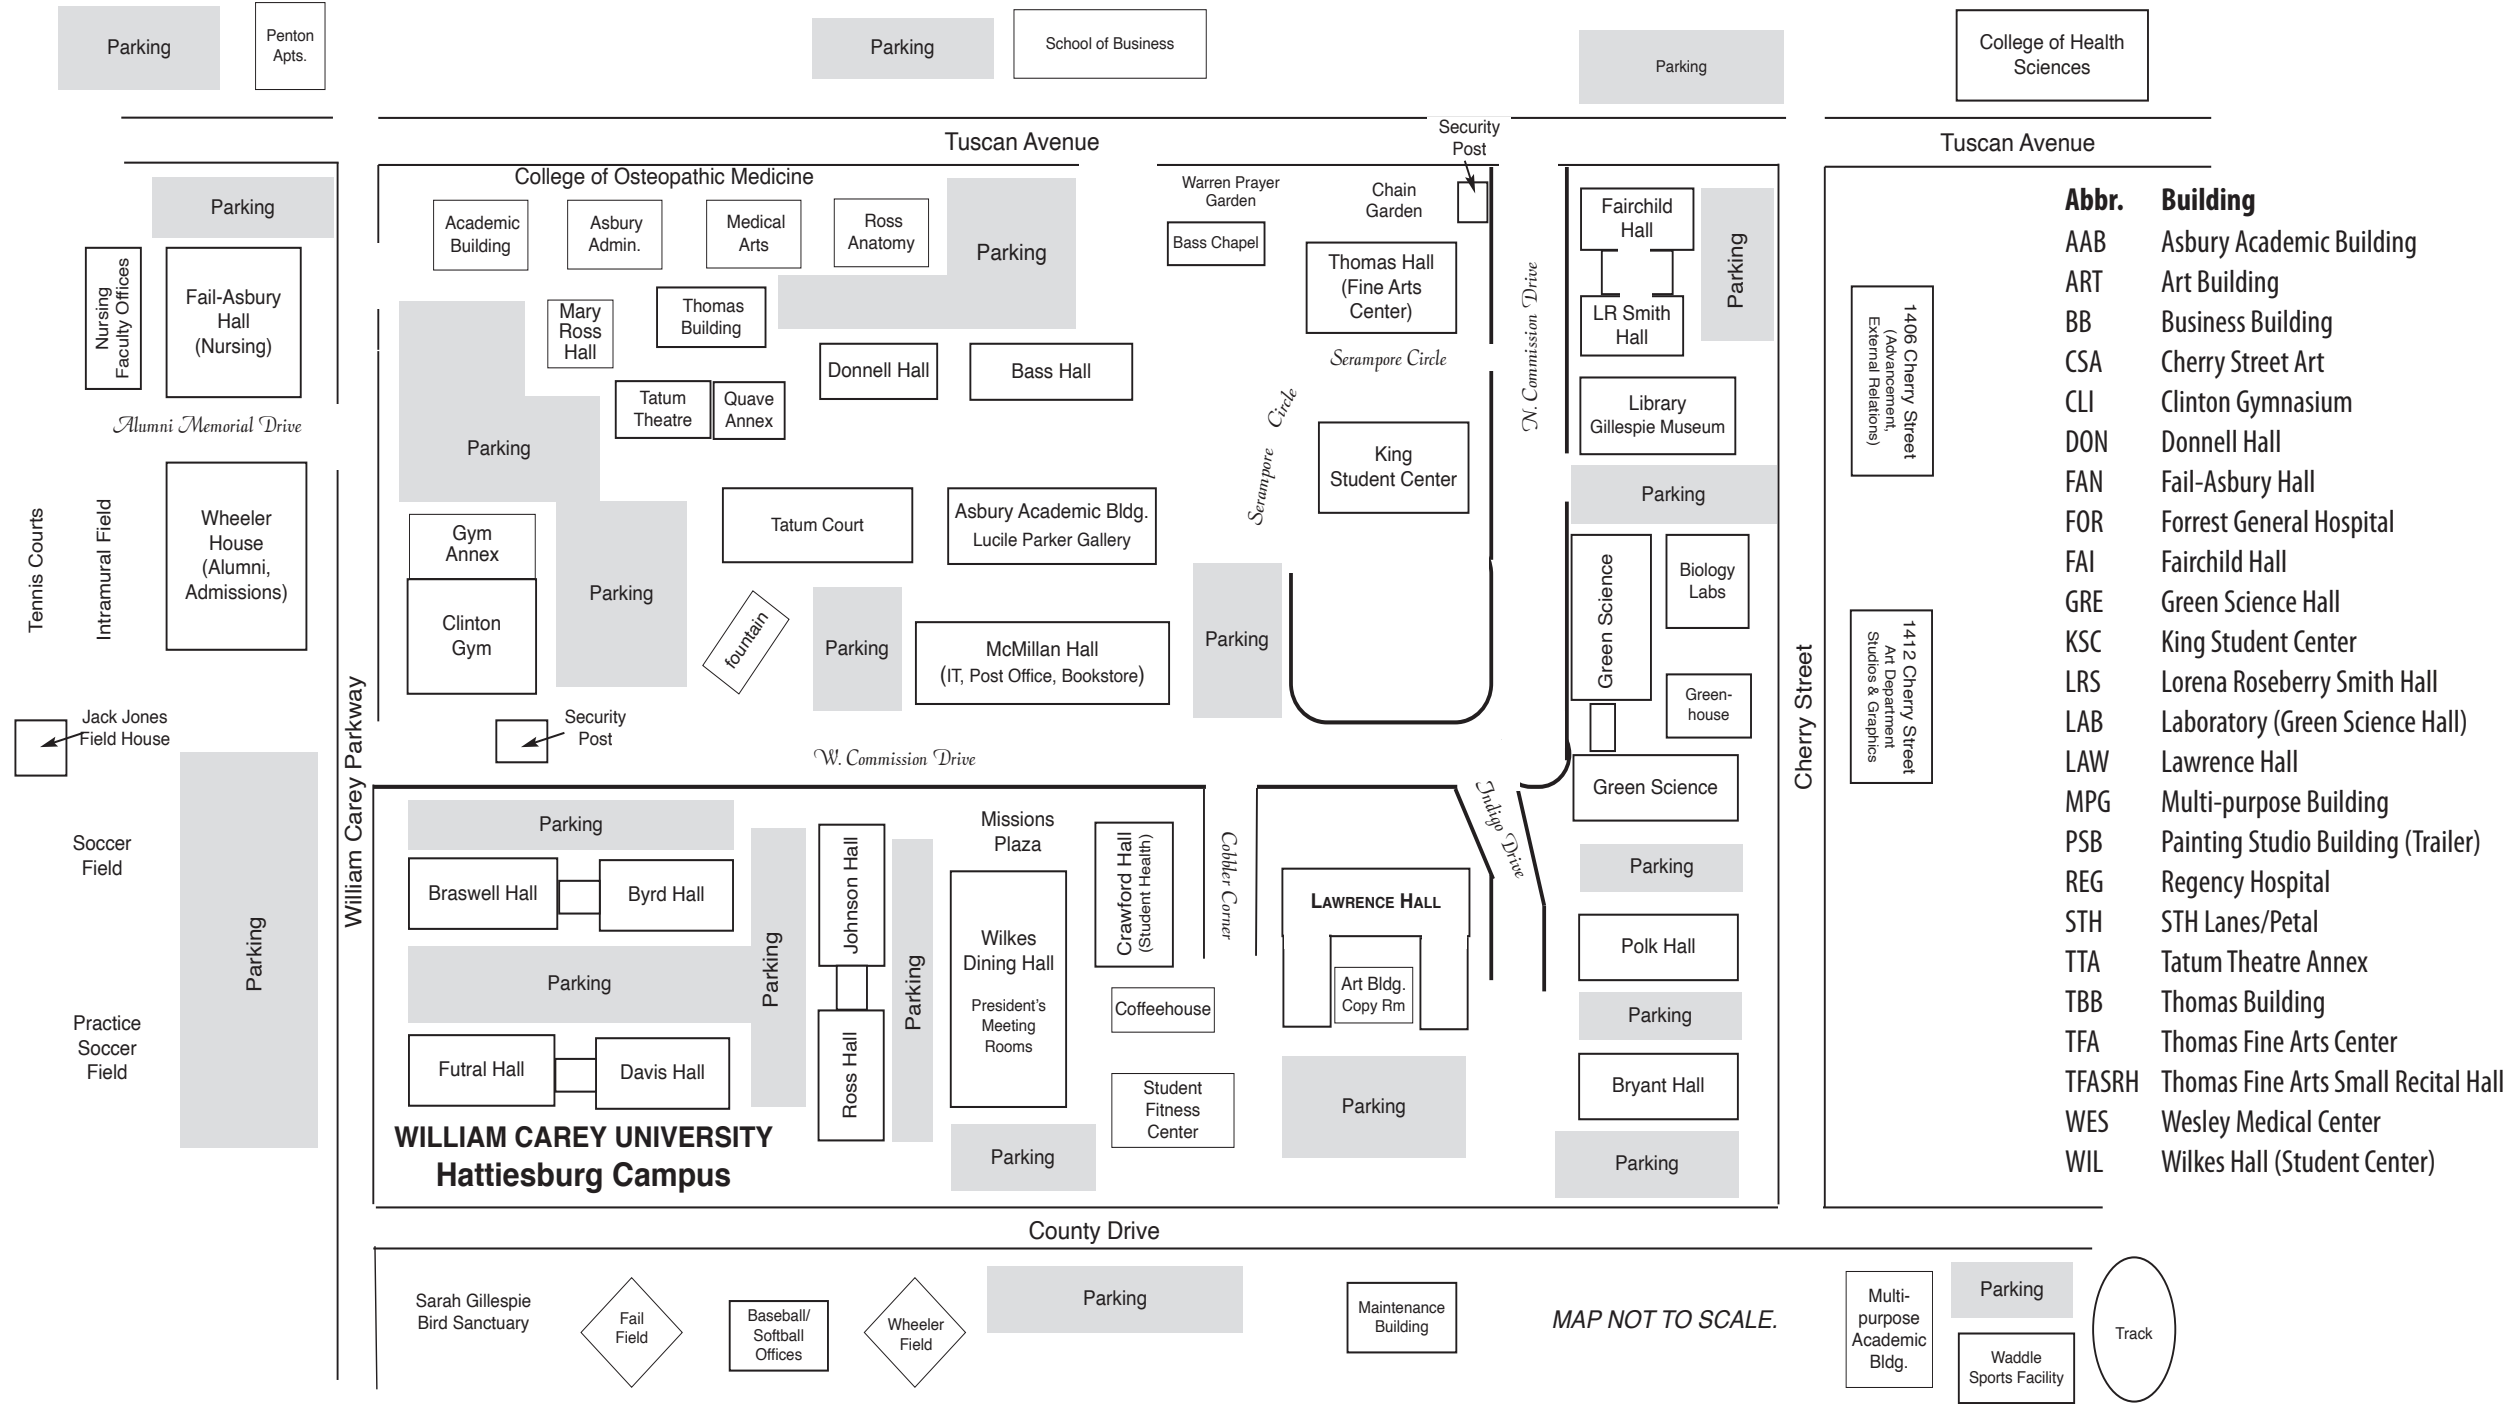 Parking
Penton
Apts.
Parking
School of Business
Parking
College of Health
Sciences
Tuscan Avenue
Security
Post
Tuscan Avenue
Parking
Nursing
Faculty Offices
Fail-Asbury
Hall
(Nursing)
Alumni Memorial Drive
Tennis Courts
Intramural Field
Wheeler
House
(Alumni,
Admissions)
Jack Jones
Field House
Soccer
Field
Practice
Soccer
Field
Parking
William Carey Parkway
College of Osteopathic Medicine
Academic
Building
Asbury
Admin.
Medical
Arts
Ross
Anatomy
Parking
Mary
Ross
Hall
Thomas
Building
Donnell Hall
Bass Hall
Tatum
Theatre
Quave
Annex
Parking
Gym
Annex
Clinton
Gym
Parking
Tatum Court
Asbury Academic Bldg.
Lucile Parker Gallery
fountain
Parking
McMillan Hall
(IT, Post Office, Bookstore)
Parking
Security
Post
W. Commission Drive
Warren Prayer
Garden
Bass Chapel
Chain
Garden
Thomas Hall
(Fine Arts
Center)
Serampore Circle
Serampore Circle
King
Student Center
N. Commission Drive
Fairchild
Hall
Parking
LR Smith
Hall
Library
Gillespie Museum
Parking
Green Science
Biology
Labs
Green-
house
Green Science
Parking
Polk Hall
Parking
Bryant Hall
Parking
Cherry Street
1406 Cherry Street
(Advancement,
External Relations)
1412 Cherry Street
Art Department
Studios & Graphics
Parking
Braswell Hall
Byrd Hall
Parking
Futral Hall
Davis Hall
Parking
Johnson Hall
Ross Hall
Parking
Missions
Plaza
Wilkes
Dining Hall
President's
Meeting
Rooms
Parking
Crawford Hall
(Student Health)
Coffeehouse
Student
Fitness
Center
Cobbler Corner
Lawrence Hall
Art Bldg.
Copy Rm
Parking
Indigo Drive
WILLIAM CAREY UNIVERSITY
Hattiesburg Campus
County Drive
Sarah Gillespie
Bird Sanctuary
Fail
Field
Baseball/
Softball
Offices
Wheeler
Field
Parking
Maintenance
Building
MAP NOT TO SCALE.
Multi-
purpose
Academic
Bldg.
Parking
Waddle
Sports Facility
Track
Abbr. Building
AAB Asbury Academic Building
ART Art Building
BB Business Building
CSA Cherry Street Art
CLI Clinton Gymnasium
DON Donnell Hall
FAN Fail-Asbury Hall
FOR Forrest General Hospital
FAI Fairchild Hall
GRE Green Science Hall
KSC King Student Center
LRS Lorena Roseberry Smith Hall
LAB Laboratory (Green Science Hall)
LAW Lawrence Hall
MPG Multi-purpose Building
PSB Painting Studio Building (Trailer)
REG Regency Hospital
STH STH Lanes/Petal
TTA Tatum Theatre Annex
TBB Thomas Building
TFA Thomas Fine Arts Center
TFASRH Thomas Fine Arts Small Recital Hall
WES Wesley Medical Center
WIL Wilkes Hall (Student Center)